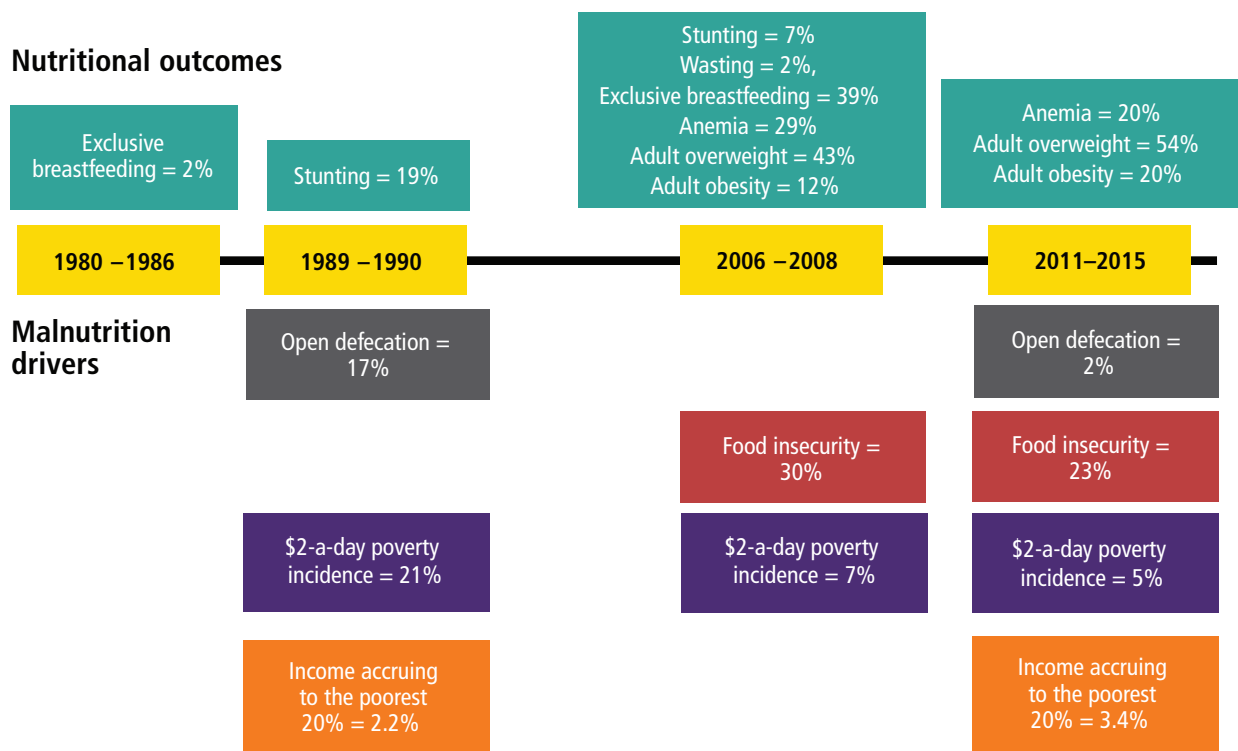 Nutritional outcomes
Exclusive
breastfeeding = 2%
Stunting = 19%
Stunting = 7%
Wasting = 2%,
Exclusive breastfeeding = 39%
Anemia = 29%
Adult overweight = 43%
Adult obesity = 12%
Anemia = 20%
Adult overweight = 54%
Adult obesity = 20%
1980 –1986
1989 –1990
2006 –2008
2011–2015
Malnutrition
drivers
Open defecation =
17%
Open defecation =
2%
Food insecurity =
30%
Food insecurity =
23%
$2-a-day poverty
incidence = 21%
$2-a-day poverty
incidence = 7%
$2-a-day poverty
incidence = 5%
Income accruing
to the poorest
20% = 2.2%
Income accruing
to the poorest
20% = 3.4%